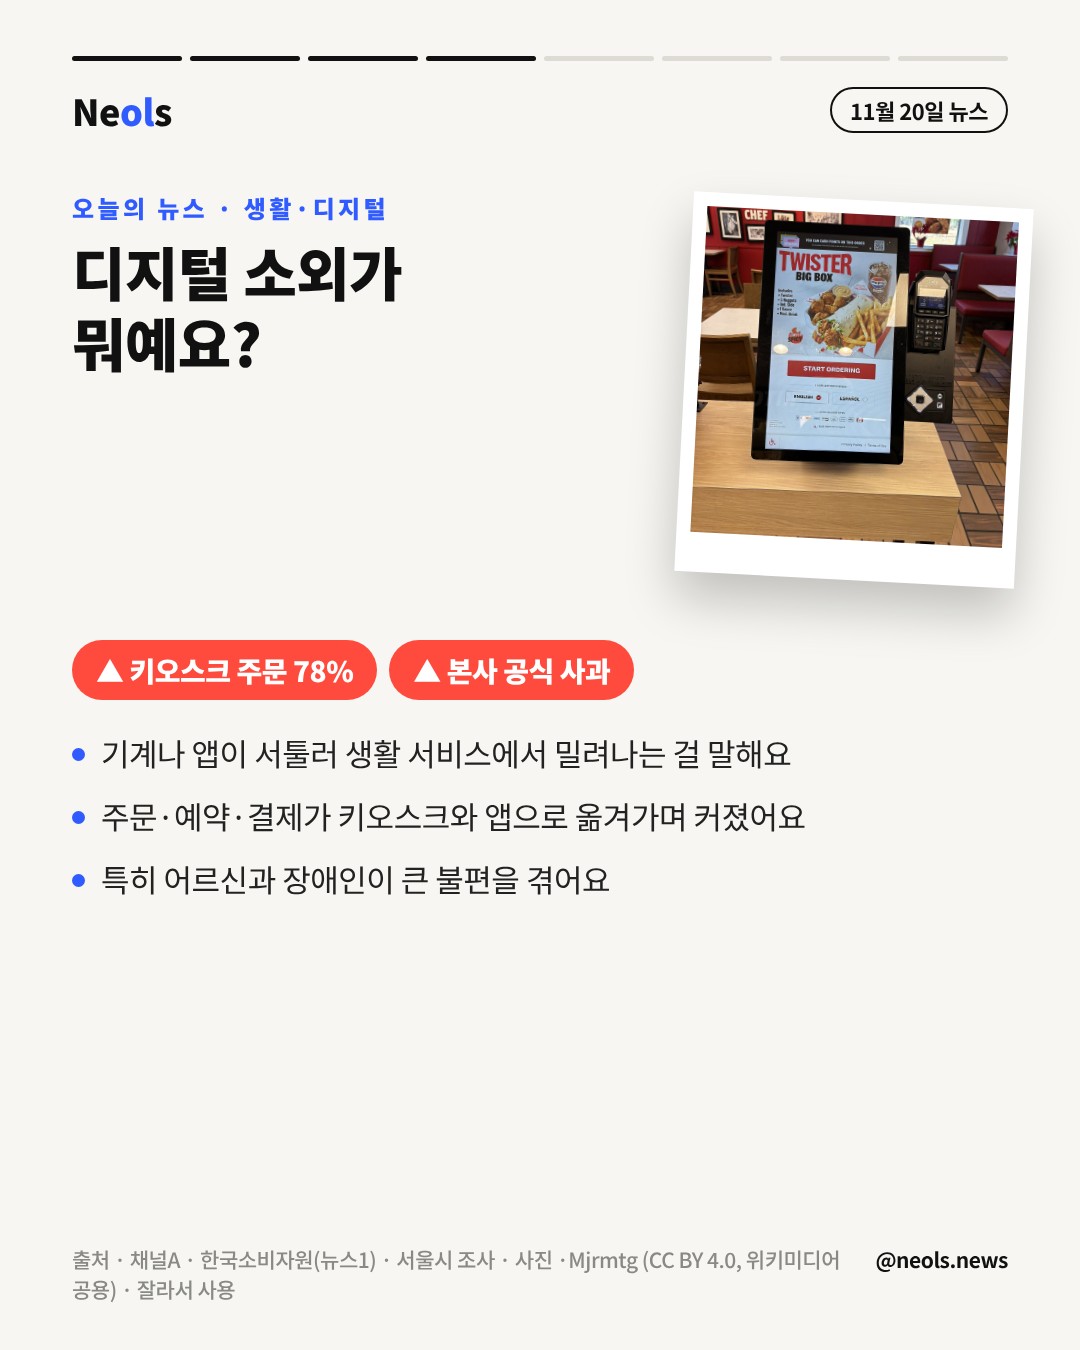 Neols
11월 20일 뉴스
오늘의 뉴스 · 생활·디지털
디지털 소외가
뭐예요?
CHEF
TWISTER
BIG BOX
START ORDERING
ESPAÑOL
▲ 키오스크 주문 78%
▲ 본사 공식 사과
기계나 앱이 서툴러 생활 서비스에서 밀려나는 걸 말해요
주문·예약·결제가 키오스크와 앱으로 옮겨가며 커졌어요
특히 어르신과 장애인이 큰 불편을 겪어요
출처 · 채널A · 한국소비자원(뉴스1) · 서울시 조사 · 사진 ·Mjrmtg (CC BY 4.0, 위키미디어
공용) · 잘라서 사용
@neols.news